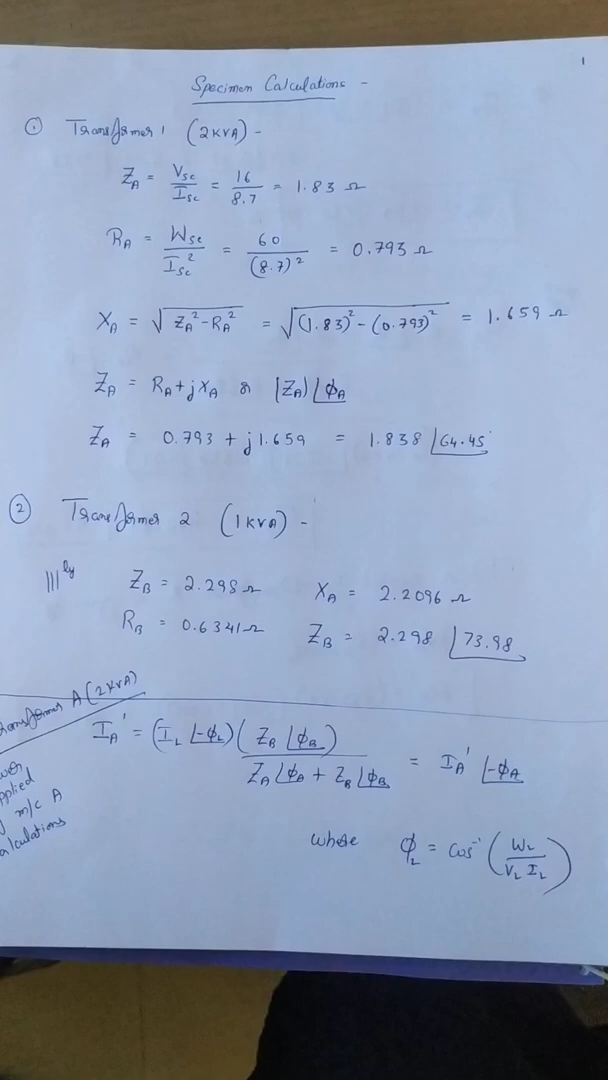 1
Specimen Calculations -
① Transformer 1 (2KVA) -
Z_A = V_sc / I_sc = 16 / 8.7 = 1.83 Ω
R_A = W_sc / I_sc² = 60 / (8.7)² = 0.793 Ω
X_A = √(Z_A² - R_A²) = √((1.83)² - (0.793)²) = 1.659 Ω
Z_A = R_A + j X_A or |Z_A| ∠ϕ_A
Z_A = 0.793 + j 1.659 = 1.838 ∠64.45
② Transformer 2 (1KVA) -
|||ly Z_B = 2.298 Ω X_A = 2.2096 Ω
R_B = 0.6341 Ω Z_B = 2.298 ∠73.98
Transformer A (2KVA)
I_A' = (I_L ∠-ϕ_L) (Z_B ∠ϕ_B) / (Z_A ∠ϕ_A + Z_B ∠ϕ_B) = I_A' ∠-ϕ_A
m/c A
Calculations
where ϕ_L = Cos⁻¹ (W_L / V_L I_L)